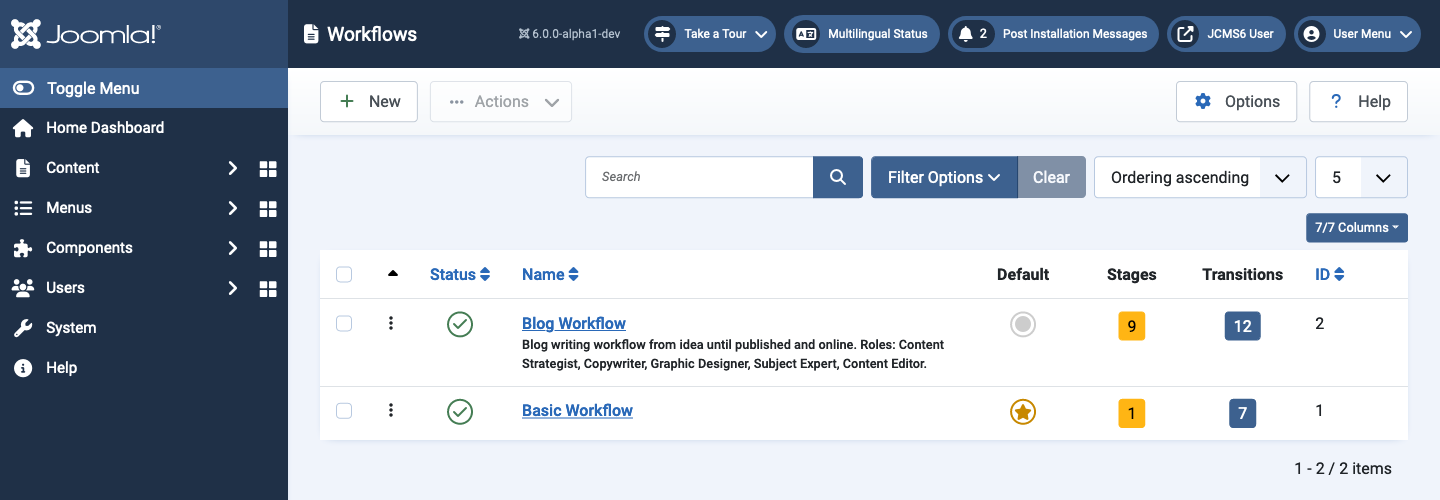 Joomla!®
Workflows
6.0.0-alpha1-dev
Take a Tour
Multilingual Status
2 Post Installation Messages
JCMS6 User
User Menu
Toggle Menu
Home Dashboard
Content
Menus
Components
Users
System
Help
New
Actions
Options
? Help
Search
Filter Options
Clear
Ordering ascending
5
7/7 Columns
Status
Name
Default
Stages
Transitions
ID
Blog Workflow
9
12
2
Blog writing workflow from idea until published and online. Roles: Content
Strategist, Copywriter, Graphic Designer, Subject Expert, Content Editor.
Basic Workflow
1
7
1
1 - 2 / 2 items